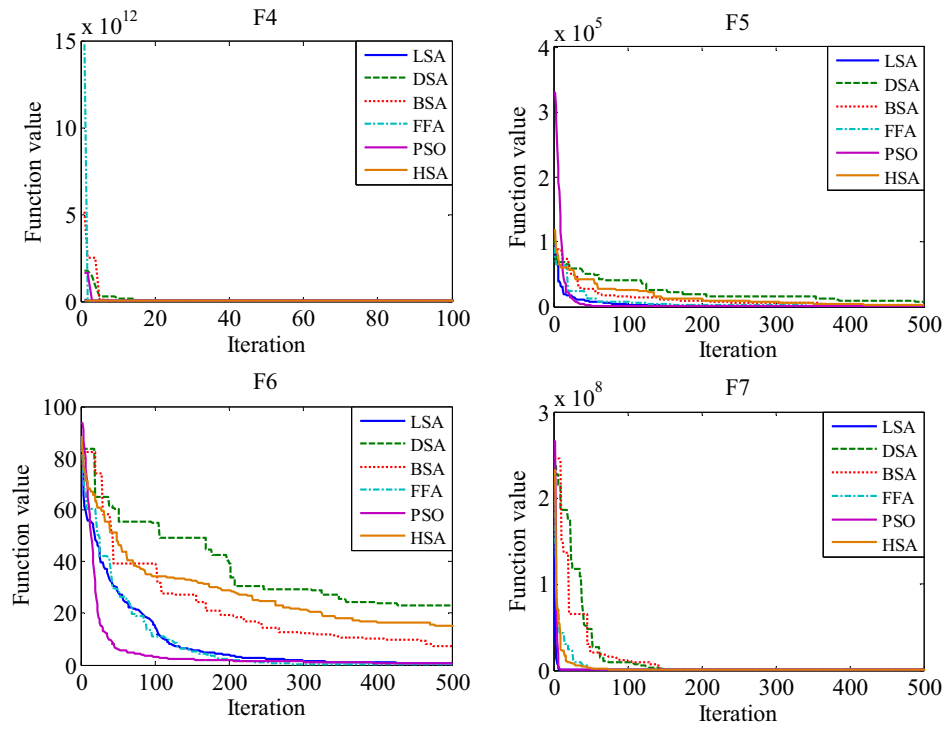 F4
x 10^12
15
10
5
0
0 20 40 60 80 100
Function value
Iteration
LSA
DSA
BSA
FFA
PSO
HSA
F5
x 10^5
4
3
2
1
0
0 100 200 300 400 500
Function value
Iteration
LSA
DSA
BSA
FFA
PSO
HSA
F6
100
80
60
40
20
0
0 100 200 300 400 500
Function value
Iteration
LSA
DSA
BSA
FFA
PSO
HSA
F7
x 10^8
3
2
1
0
0 100 200 300 400 500
Function value
Iteration
LSA
DSA
BSA
FFA
PSO
HSA